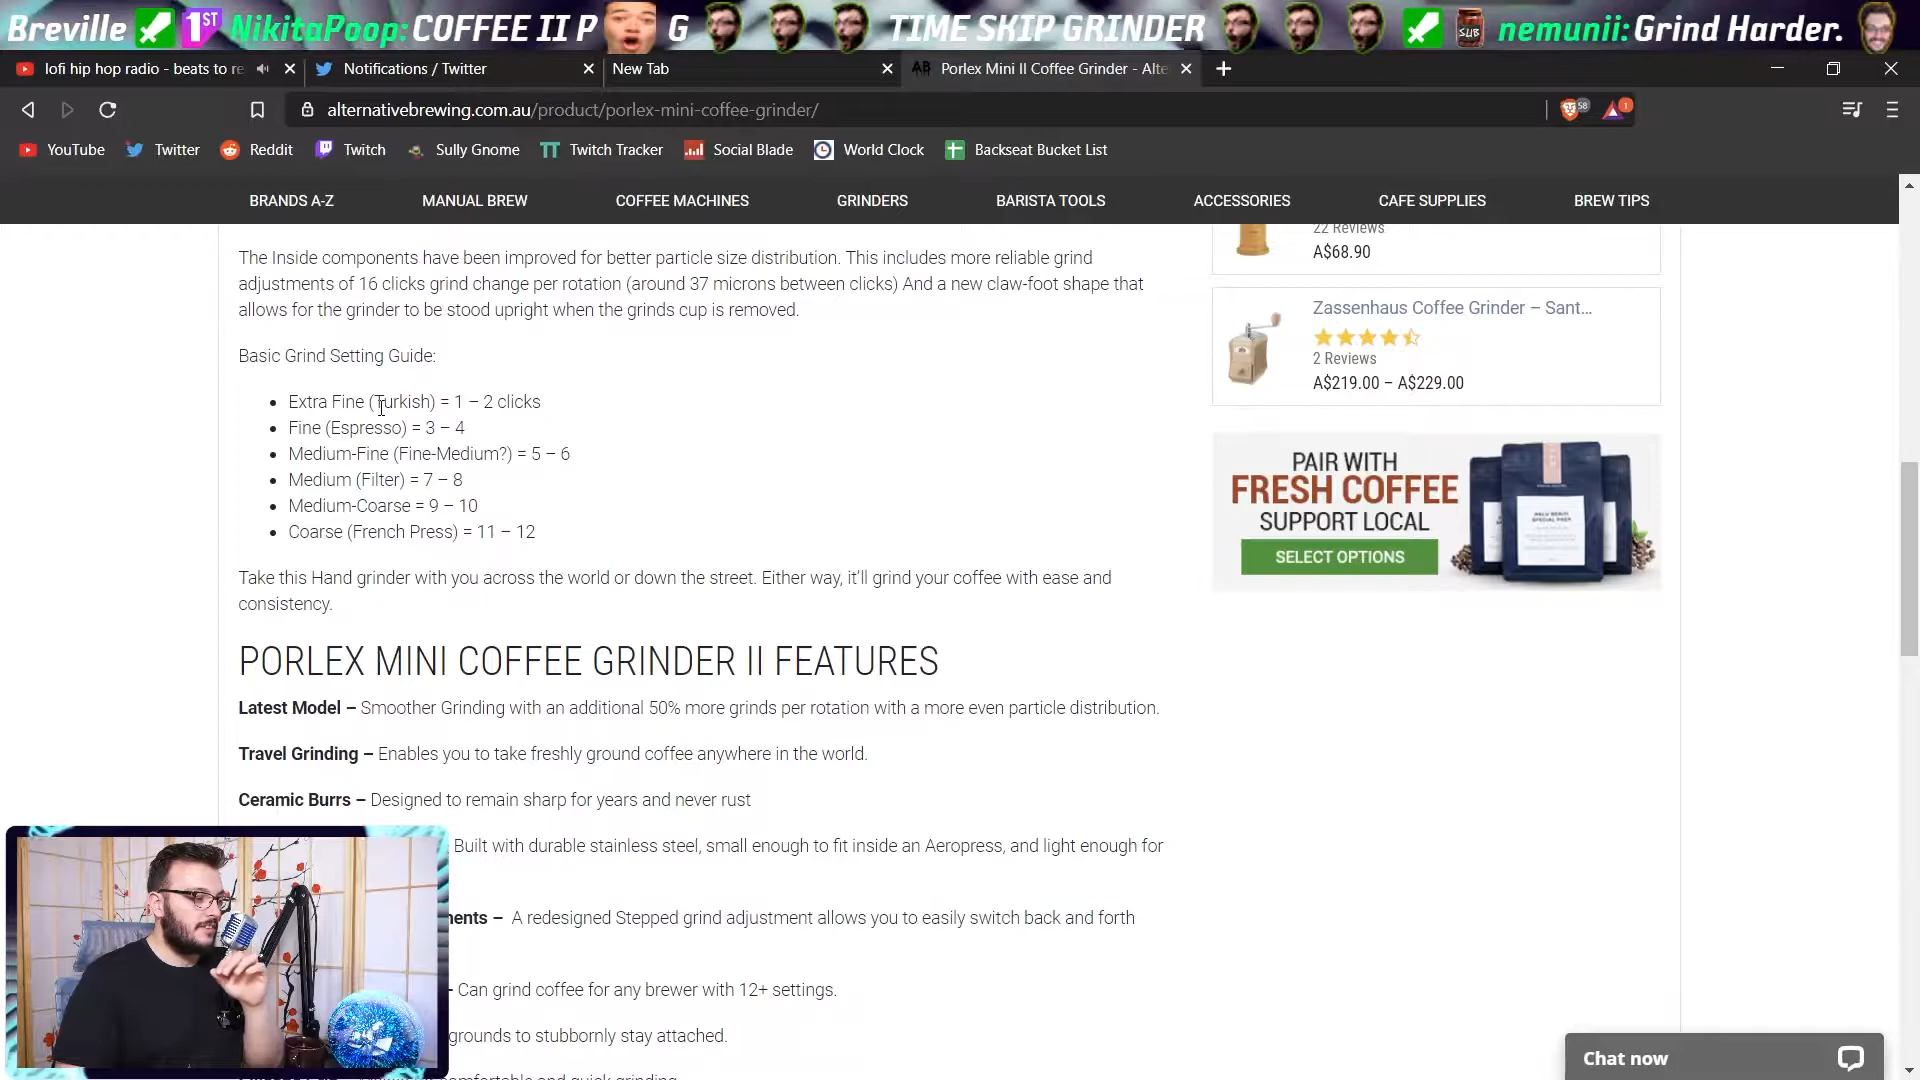 Breville 1ST NikitaPoop: COFFEE II P G TIME SKIP GRINDER SUB nemunii: Grind Harder.
lofi hip hop radio - beats to re
Notifications / Twitter
New Tab
AB Porlex Mini II Coffee Grinder - Alte
alternativebrewing.com.au/product/porlex-mini-coffee-grinder/
58
1
YouTube Twitter Reddit Twitch Sully Gnome Twitch Tracker Social Blade World Clock Backseat Bucket List
BRANDS A-Z MANUAL BREW COFFEE MACHINES GRINDERS BARISTA TOOLS ACCESSORIES CAFE SUPPLIES BREW TIPS
The Inside components have been improved for better particle size distribution. This includes more reliable grind
adjustments of 16 clicks grind change per rotation (around 37 microns between clicks) And a new claw-foot shape that
allows for the grinder to be stood upright when the grinds cup is removed.
Basic Grind Setting Guide:
Extra Fine (Turkish) = 1 – 2 clicks
Fine (Espresso) = 3 – 4
Medium-Fine (Fine-Medium?) = 5 – 6
Medium (Filter) = 7 – 8
Medium-Coarse = 9 – 10
Coarse (French Press) = 11 – 12
Take this Hand grinder with you across the world or down the street. Either way, it’ll grind your coffee with ease and
consistency.
PORLEX MINI COFFEE GRINDER II FEATURES
Latest Model – Smoother Grinding with an additional 50% more grinds per rotation with a more even particle distribution.
Travel Grinding – Enables you to take freshly ground coffee anywhere in the world.
Ceramic Burrs – Designed to remain sharp for years and never rust
Built with durable stainless steel, small enough to fit inside an Aeropress, and light enough for
ments – A redesigned Stepped grind adjustment allows you to easily switch back and forth
- Can grind coffee for any brewer with 12+ settings.
grounds to stubbornly stay attached.
comfortable and quick grinding
22 Reviews
A$68.90
Zassenhaus Coffee Grinder – Sant...
2 Reviews
A$219.00 – A$229.00
PAIR WITH
FRESH COFFEE
SUPPORT LOCAL
SELECT OPTIONS
Chat now